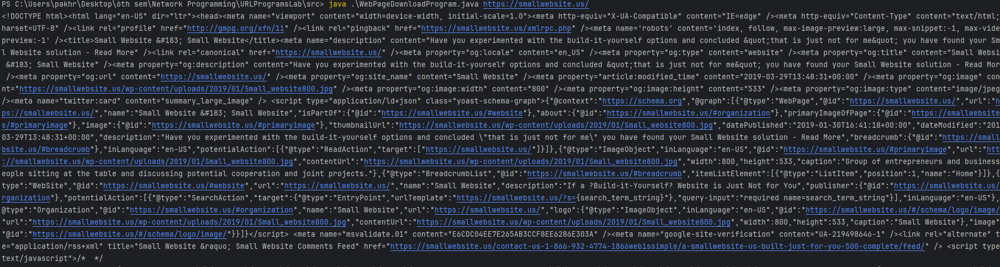 PS C:\Users\pakhr\Desktop\6th sem\Network Programming\URLProgramsLab\src> java .\WebPageDownloadProgram.java https://smallwebsite.us/
<!DOCTYPE html><html lang="en-US" dir="ltr"><head><meta name="viewport" content="width=device-width, initial-scale=1.0"><meta http-equiv="X-UA-Compatible" content="IE=edge" /><meta http-equiv="Content-Type" content="text/html;
harset=UTF-8" /><link rel="profile" href="http://gmpg.org/xfn/11" /><link rel="pingback" href="https://smallwebsite.us/xmlrpc.php" /><meta name='robots' content='index, follow, max-image-preview:large, max-snippet:-1, max-vide
preview:-1' /><title>Small Website &#183; Small Website</title><meta name="description" content="Have you experimented with the build-it-yourself options and concluded &quot;that is just not for me&quot; you have found your Sm
l Website solution - Read More" /><link rel="canonical" href="https://smallwebsite.us/" /><meta property="og:locale" content="en_US" /><meta property="og:type" content="website" /><meta property="og:title" content="Small Websi
&#183; Small Website" /><meta property="og:description" content="Have you experimented with the build-it-yourself options and concluded &quot;that is just not for me&quot; you have found your Small Website solution - Read Mor
/><meta property="og:url" content="https://smallwebsite.us/" /><meta property="og:site_name" content="Small Website" /><meta property="article:modified_time" content="2019-03-29T13:48:31+00:00" /><meta property="og:image" cont
nt="https://smallwebsite.us/wp-content/uploads/2019/01/Small_website800.jpg" /><meta property="og:image:width" content="800" /><meta property="og:image:height" content="533" /><meta property="og:image:type" content="image/jpeg
/><meta name="twitter:card" content="summary_large_image" /> <script type="application/ld+json" class="yoast-schema-graph">{"@context":"https://schema.org","@graph":[{"@type":"WebPage","@id":"https://smallwebsite.us/","url":"h
ps://smallwebsite.us/","name":"Small Website &#183; Small Website","isPartOf":{"@id":"https://smallwebsite.us/#website"},"about":{"@id":"https://smallwebsite.us/#organization"},"primaryImageOfPage":{"@id":"https://smallwebsite
s/#primaryimage"},"image":{"@id":"https://smallwebsite.us/#primaryimage"},"thumbnailUrl":"https://smallwebsite.us/wp-content/uploads/2019/01/Small_website800.jpg","datePublished":"2019-01-30T16:41:18+00:00","dateModified":"201
03-29T13:48:31+00:00","description":"Have you experimented with the build-it-yourself options and concluded \"that is just not for me\" you have found your Small Website solution - Read More","breadcrumb":{"@id":"https://small
bsite.us/#breadcrumb"},"inLanguage":"en-US","potentialAction":[{"@type":"ReadAction","target":["https://smallwebsite.us/"]}]},{"@type":"ImageObject","inLanguage":"en-US","@id":"https://smallwebsite.us/#primaryimage","url":"htt
://smallwebsite.us/wp-content/uploads/2019/01/Small_website800.jpg","contentUrl":"https://smallwebsite.us/wp-content/uploads/2019/01/Small_website800.jpg","width":800,"height":533,"caption":"Group of entrepreneurs and business
eople sitting at the table and discussing potential cooperation and joint projects."},{"@type":"BreadcrumbList","@id":"https://smallwebsite.us/#breadcrumb","itemListElement":[{"@type":"ListItem","position":1,"name":"Home"}]},{
type":"WebSite","@id":"https://smallwebsite.us/#website","url":"https://smallwebsite.us/","name":"Small Website","description":"If a ?Build-it-Yourself? Website is Just Not for You","publisher":{"@id":"https://smallwebsite.us/
rganization"},"potentialAction":[{"@type":"SearchAction","target":{"@type":"EntryPoint","urlTemplate":"https://smallwebsite.us/?s={search_term_string}"},"query-input":"required name=search_term_string"}],"inLanguage":"en-US"},
@type":"Organization","@id":"https://smallwebsite.us/#organization","name":"Small Website","url":"https://smallwebsite.us/","logo":{"@type":"ImageObject","inLanguage":"en-US","@id":"https://smallwebsite.us/#/schema/logo/image/
"url":"https://smallwebsite.us/wp-content/uploads/2019/01/Small_website800.jpg","contentUrl":"https://smallwebsite.us/wp-content/uploads/2019/01/Small_website800.jpg","width":800,"height":533,"caption":"Small Website"},"image"
"@id":"https://smallwebsite.us/#/schema/logo/image/"}}]}</script> <meta name="msvalidate.01" content="E6CDC04EE7E265AB3CCF8EE6286E303A" /><meta name="google-site-verification" content="UA-219498646-1" /><link rel="alternate" t
e="application/rss+xml" title="Small Website &raquo; Small Website Comments Feed" href="https://smallwebsite.us/contact-us-1-866-932-4774-1866webissimple/a-smallwebsite-us-built-just-for-you-500-complete/feed/" /> <script type
text/javascript">/*  */